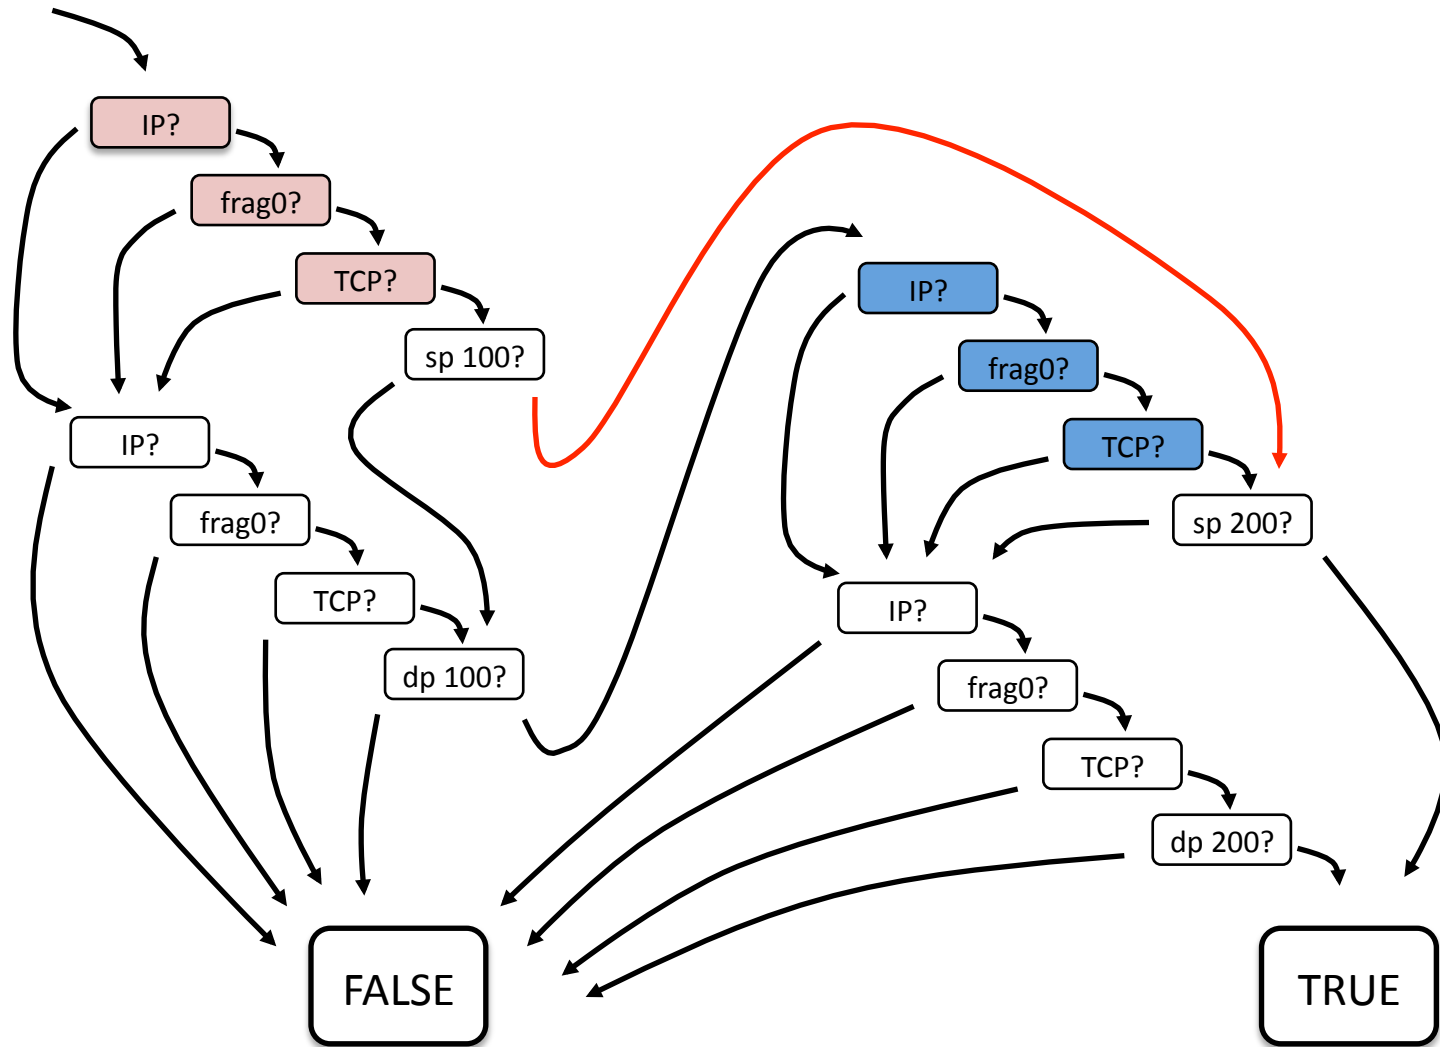 IP?
frag0?
TCP?
sp 100?
IP?
frag0?
TCP?
dp 100?
IP?
frag0?
TCP?
sp 200?
IP?
frag0?
TCP?
dp 200?
FALSE
TRUE